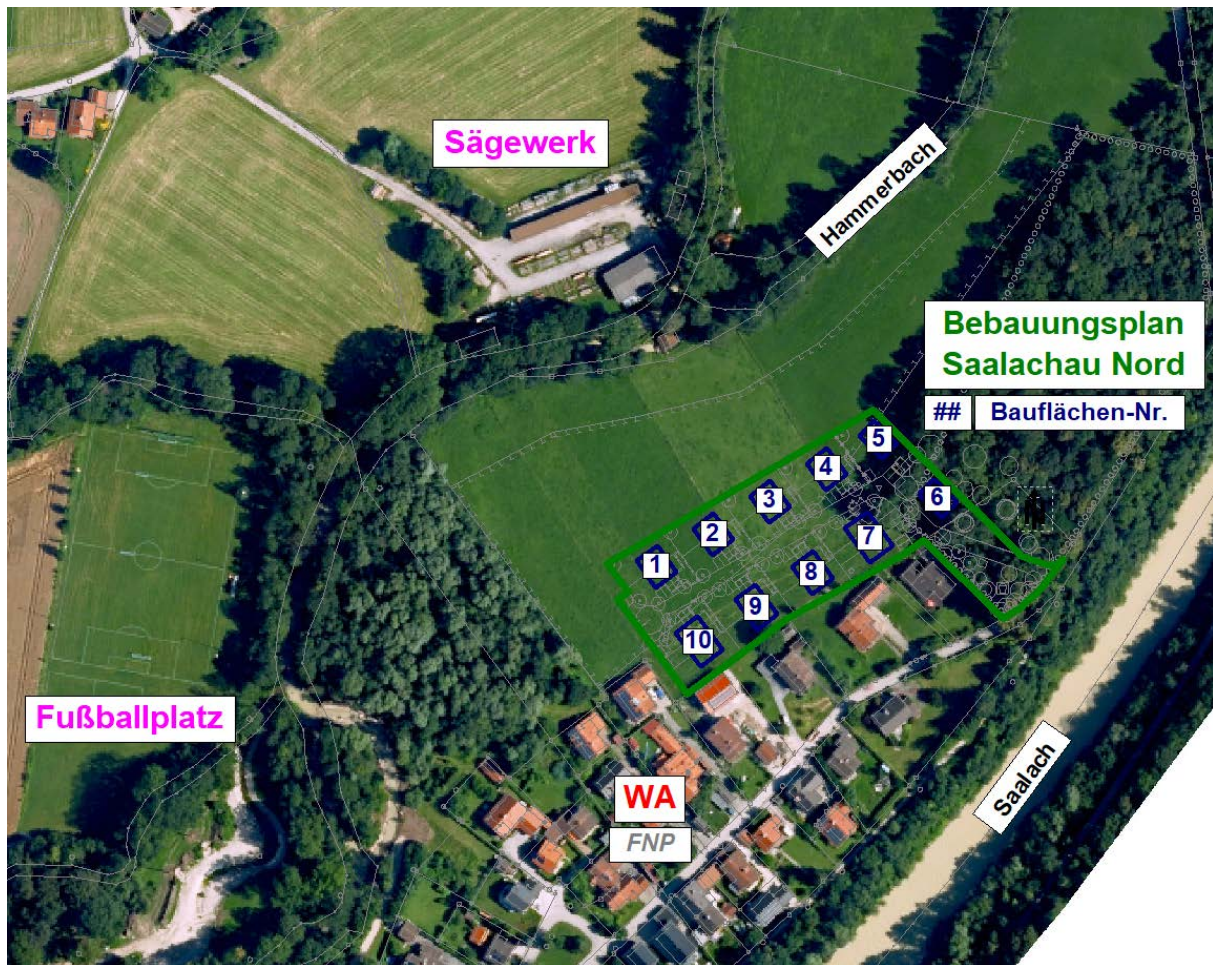 Sägewerk
Hammerbach
Bebauungsplan
Saalachau Nord
## Bauflächen-Nr.
5
4
6
3
2
7
1
8
9
10
Fußballplatz
Saalach
WA
FNP